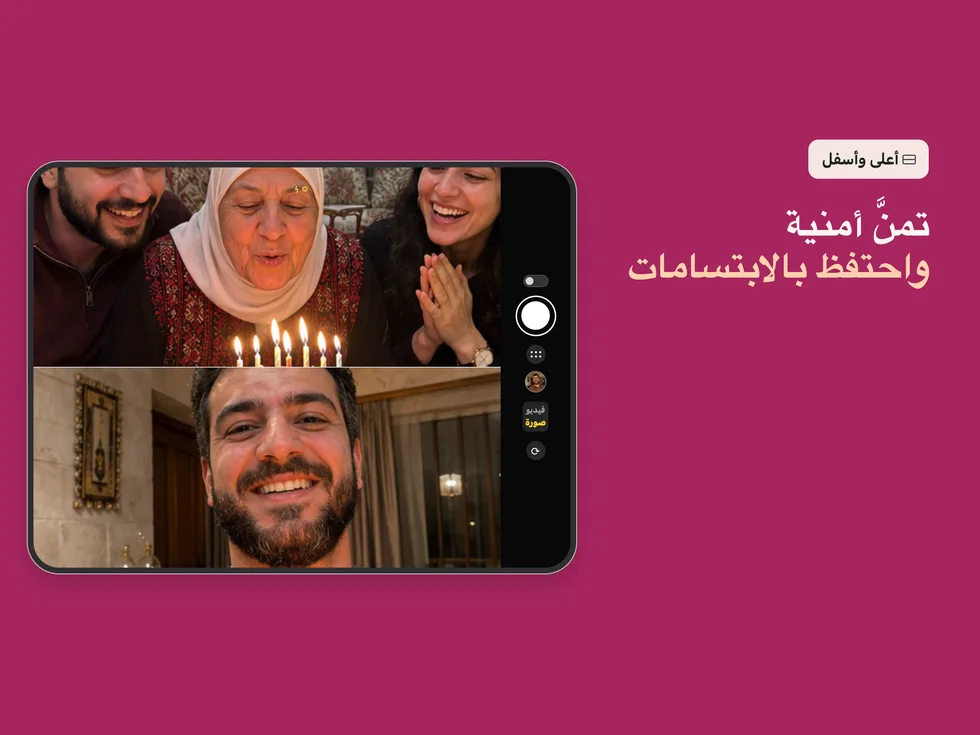 أعلى وأسفل
تمنَّ أمنية
واحتفظ بالابتسامات
فيديو
صورة